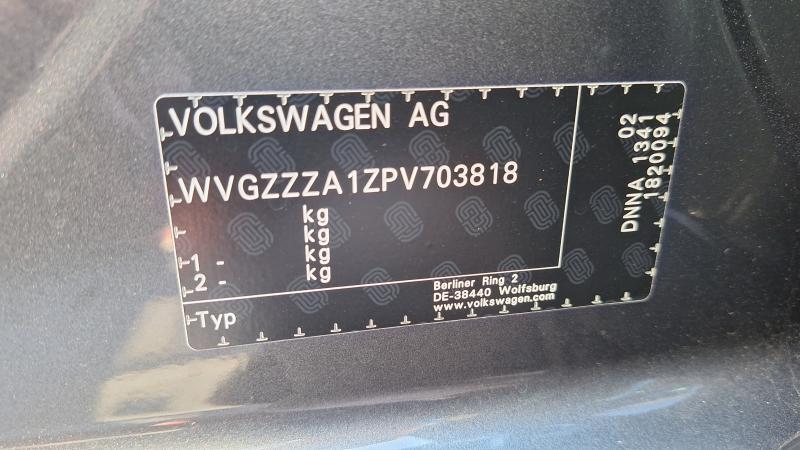 VOLKSWAGEN AG
WVGZZZA1ZPV703818
kg
kg
1 - kg
2 - kg
Typ
Berliner Ring 2
DE-38440 Wolfsburg
www.volkswagen.com
02
DNNA 1341
1820094